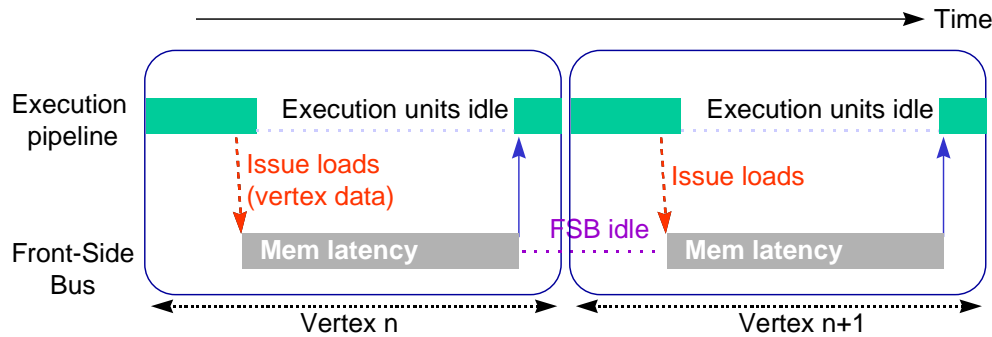 Time
Execution
pipeline
Execution units idle
Execution units idle
Issue loads
(vertex data)
Issue loads
FSB idle
Front-Side
Bus
Mem latency
Mem latency
Vertex n
Vertex n+1